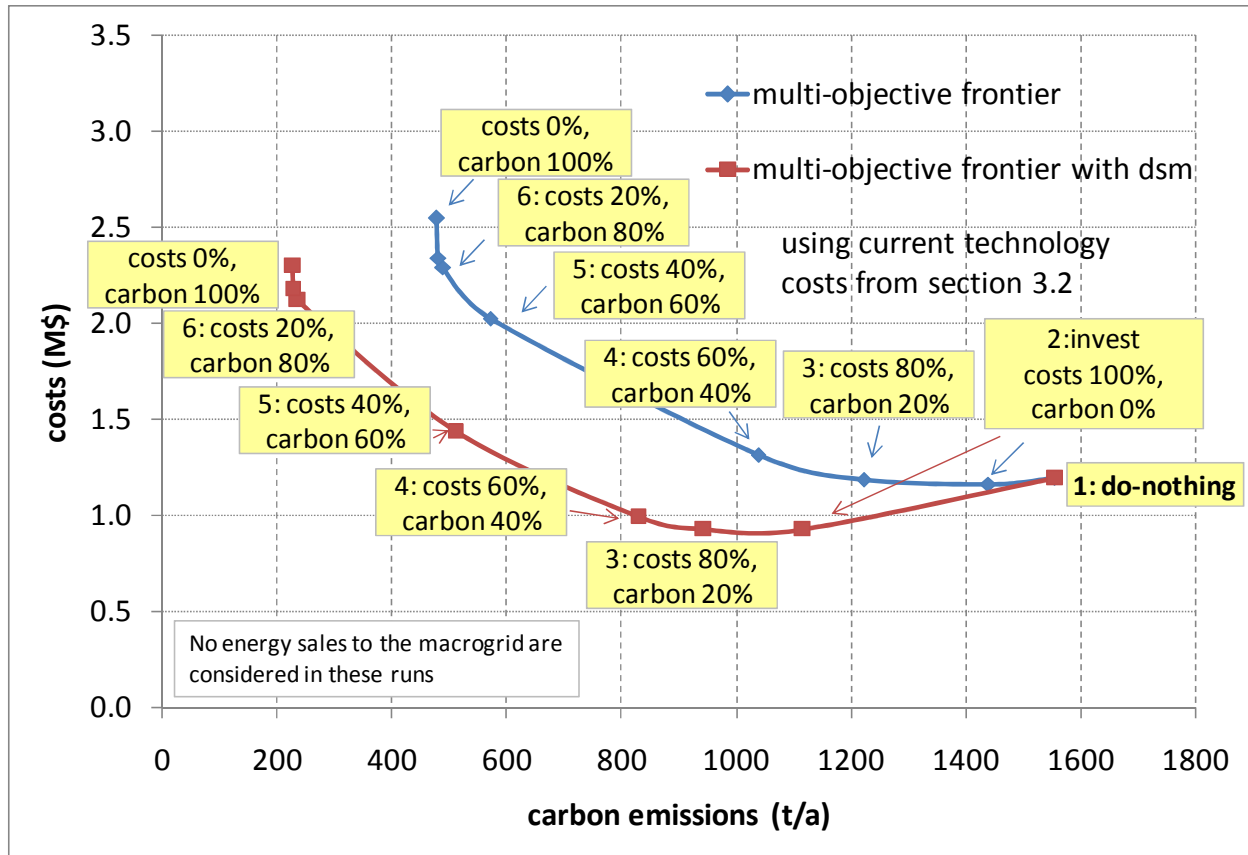 3.5
3.0
2.5
2.0
1.5
1.0
0.5
0.0
costs (M$)
multi-objective frontier
multi-objective frontier with dsm
using current technology
costs from section 3.2
costs 0%,
carbon 100%
6: costs 20%,
carbon 80%
5: costs 40%,
carbon 60%
4: costs 60%,
carbon 40%
3: costs 80%,
carbon 20%
2:invest
costs 100%,
carbon 0%
1: do-nothing
costs 0%,
carbon 100%
6: costs 20%,
carbon 80%
5: costs 40%,
carbon 60%
4: costs 60%,
carbon 40%
3: costs 80%,
carbon 20%
No energy sales to the macrogrid are
considered in these runs
0 200 400 600 800 1000 1200 1400 1600 1800
carbon emissions (t/a)